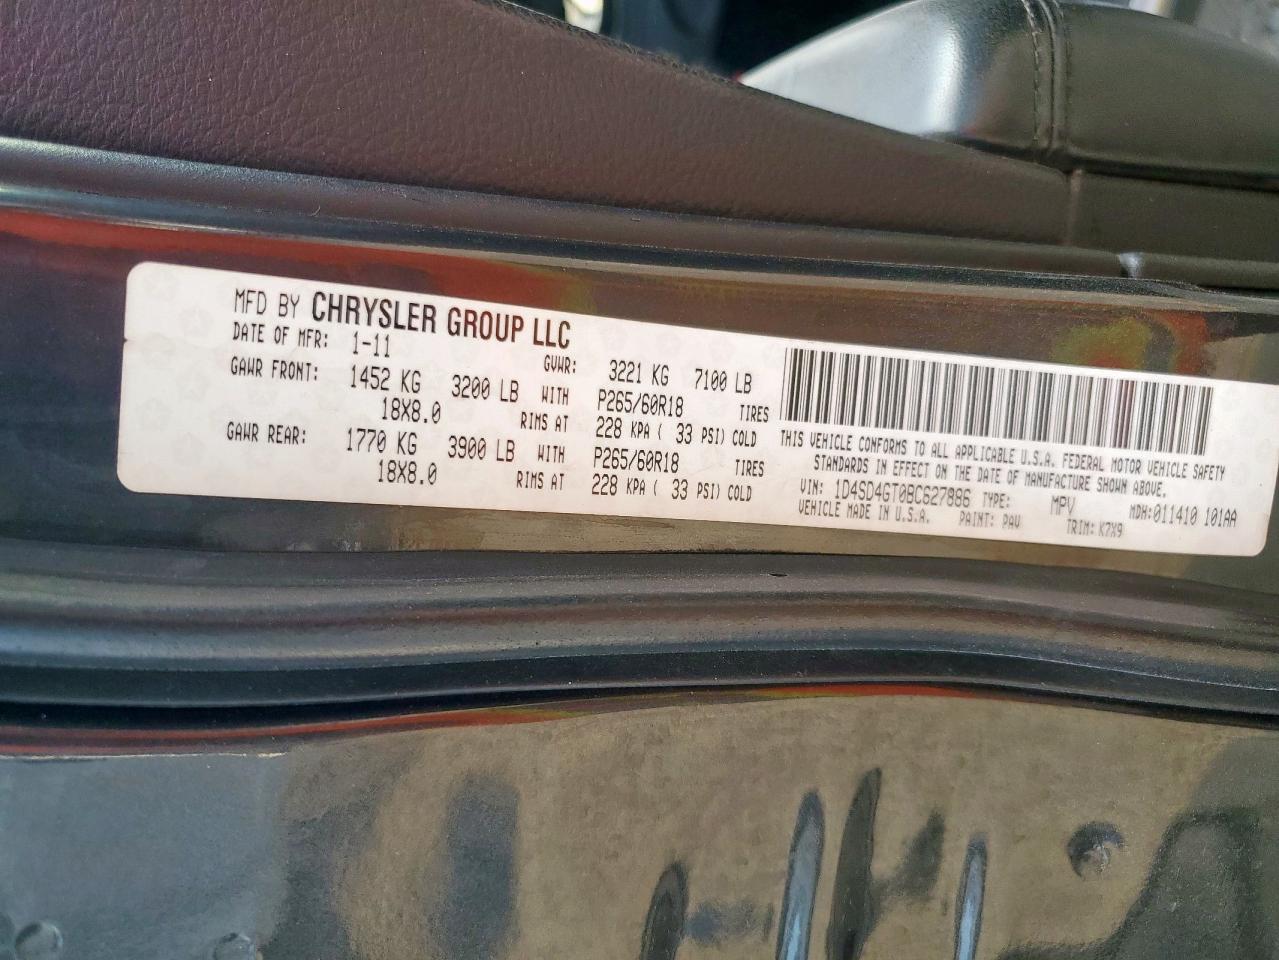 MFD BY CHRYSLER GROUP LLC
DATE OF MFR: 1-11 GVWR: 3221 KG 7100 LB
GAWR FRONT: 1452 KG 3200 LB WITH P265/60R18 TIRES
18X8.0 RIMS AT 228 KPA ( 33 PSI) COLD
GAWR REAR: 1770 KG 3900 LB WITH P265/60R18 TIRES
18X8.0 RIMS AT 228 KPA ( 33 PSI) COLD
THIS VEHICLE CONFORMS TO ALL APPLICABLE U.S.A. FEDERAL MOTOR VEHICLE SAFETY
STANDARDS IN EFFECT ON THE DATE OF MANUFACTURE SHOWN ABOVE.
VIN: 1D4SD4GT0BC627886 TYPE: MPV MDH:011410 101AA
VEHICLE MADE IN U.S.A. PAINT: PAV TRIM: K7X9